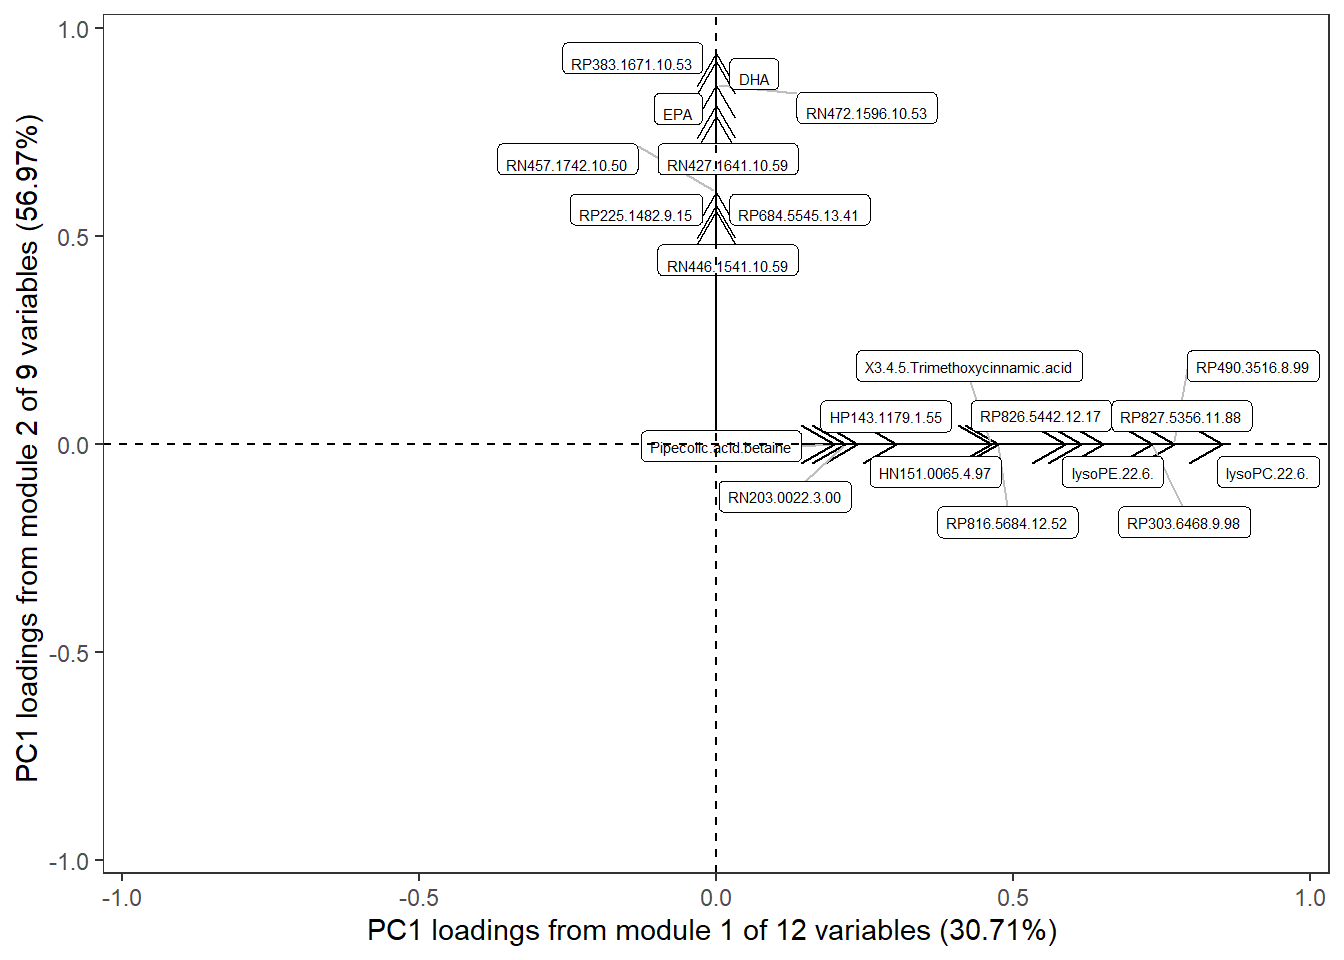 PC1 loadings from module 2 of 9 variables (56.97%)
1.0
0.5
0.0
-0.5
-1.0
RP383.1671.10.53
DHA
EPA
RN472.1596.10.53
RN457.1742.10.50
RN427.1641.10.59
RP225.1482.9.15
RP684.5545.13.41
RN446.1541.10.59
X3.4.5.Trimethoxycinnamic.acid
RP490.3516.8.99
HP143.1179.1.55
RP826.5442.12.17
RP827.5356.11.88
Pipecolic.acid.betaine
HN151.0065.4.97
lysoPE.22.6.
lysoPC.22.6.
RN203.0022.3.00
RP816.5684.12.52
RP303.6468.9.98
-1.0
-0.5
0.0
0.5
1.0
PC1 loadings from module 1 of 12 variables (30.71%)